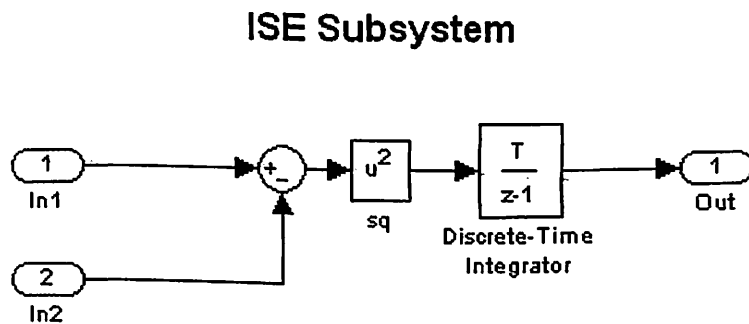 ISE Subsystem
1
In1
2
In2
+
-
u²
sq
T
z-1
Discrete-Time
Integrator
1
Out